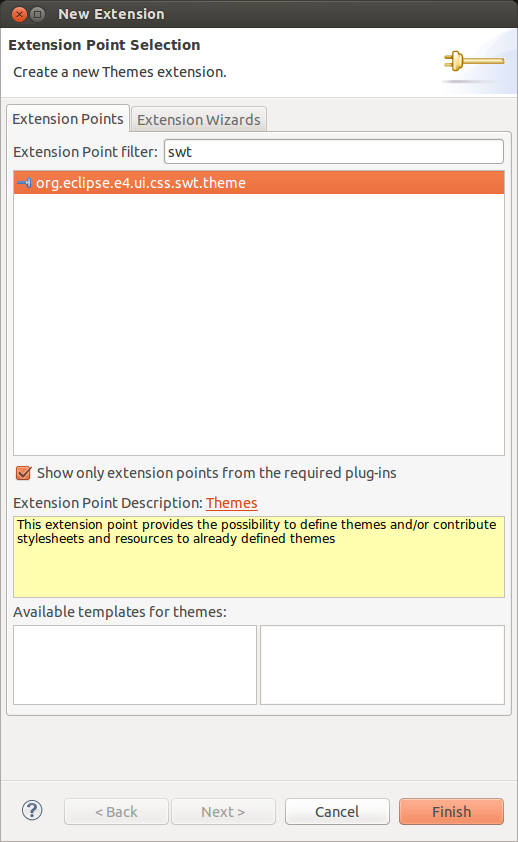 New Extension
Extension Point Selection
Create a new Themes extension.
Extension Points
Extension Wizards
Extension Point filter: swt
org.eclipse.e4.ui.css.swt.theme
Show only extension points from the required plug-ins
Extension Point Description: Themes
This extension point provides the possibility to define themes and/or contribute
stylesheets and resources to already defined themes
Available templates for themes:
?
< Back
Next >
Cancel
Finish